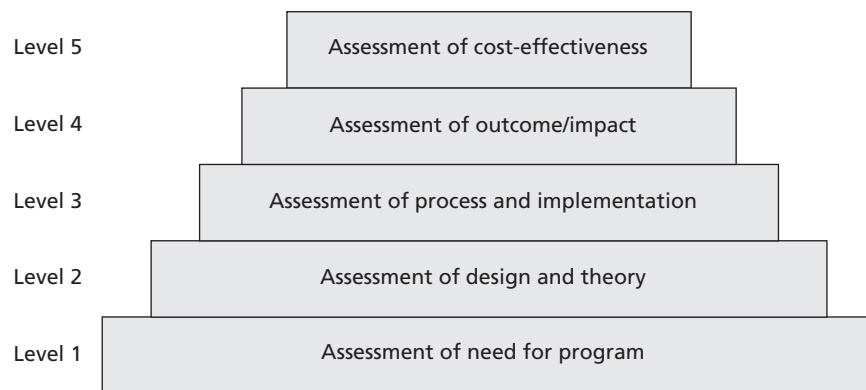 Level 5 Assessment of cost-effectiveness
Level 4 Assessment of outcome/impact
Level 3 Assessment of process and implementation
Level 2 Assessment of design and theory
Level 1 Assessment of need for program